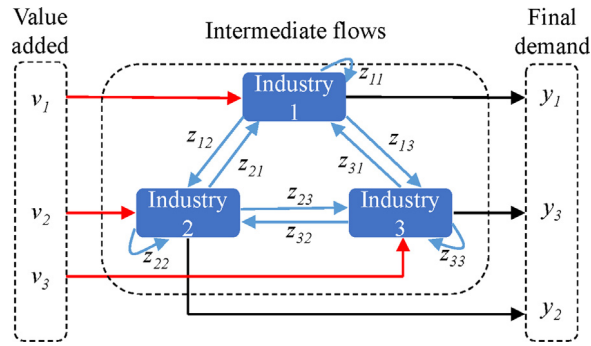 Value
added
Intermediate flows
Final
demand
z11
Industry
1
v1
y1
z12
z21
z31
z13
v2
Industry
2
z23
z32
Industry
3
y3
z22
z33
v3
y2